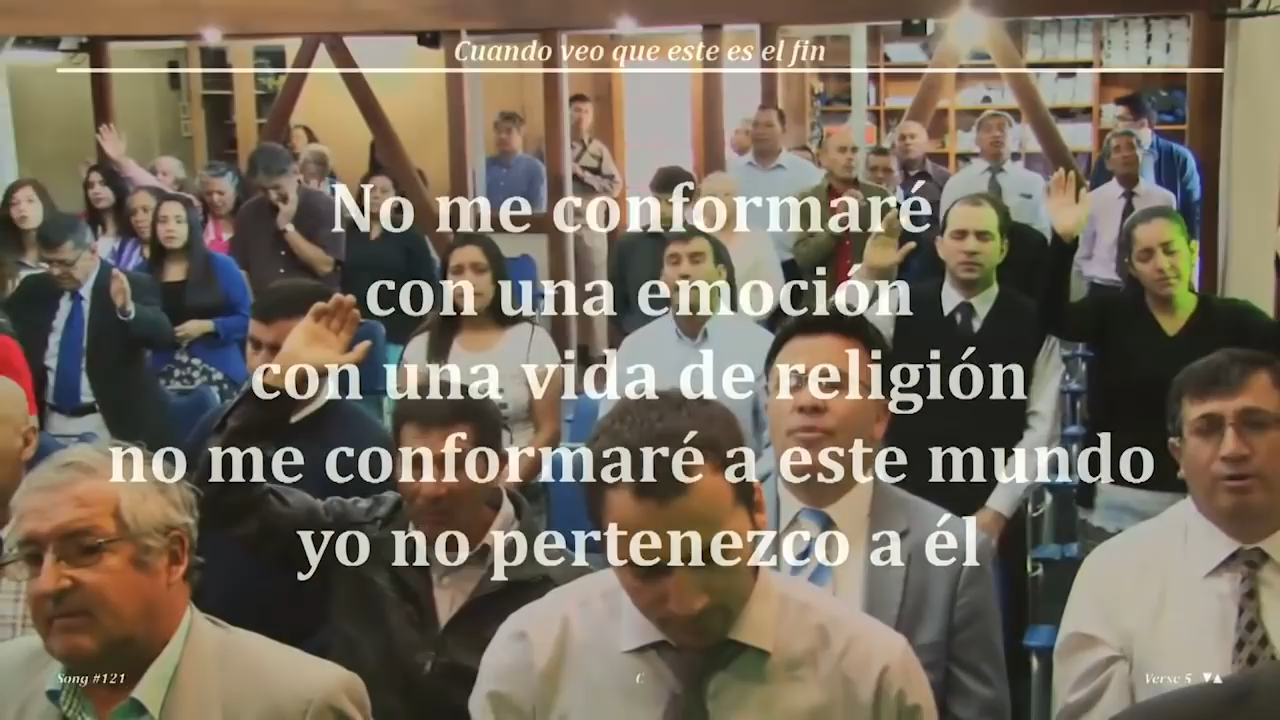 Cuando veo que este es el fin
No me conformaré
con una emoción
con una vida de religión
no me conformaré a este mundo
yo no pertenezco a él
Song #121
C
Verse 5 ▼▲